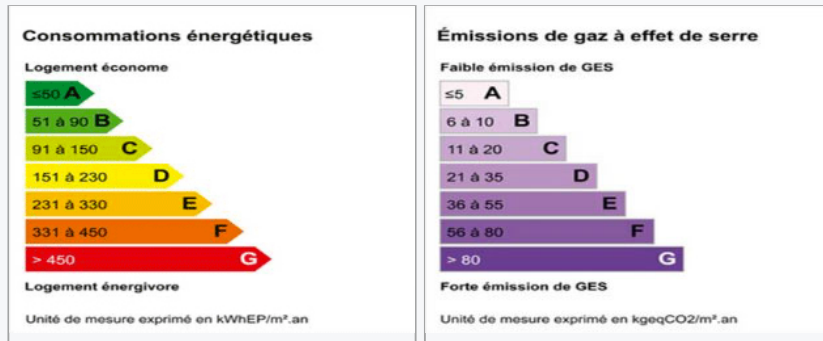 Consommations énergétiques
Logement économe
≤50 A
51 à 90 B
91 à 150 C
151 à 230 D
231 à 330 E
331 à 450 F
> 450 G
Logement énergivore
Unité de mesure exprimé en kWhEP/m².an
Émissions de gaz à effet de serre
Faible émission de GES
≤5 A
6 à 10 B
11 à 20 C
21 à 35 D
36 à 55 E
56 à 80 F
> 80 G
Forte émission de GES
Unité de mesure exprimé en kgeqCO2/m².an